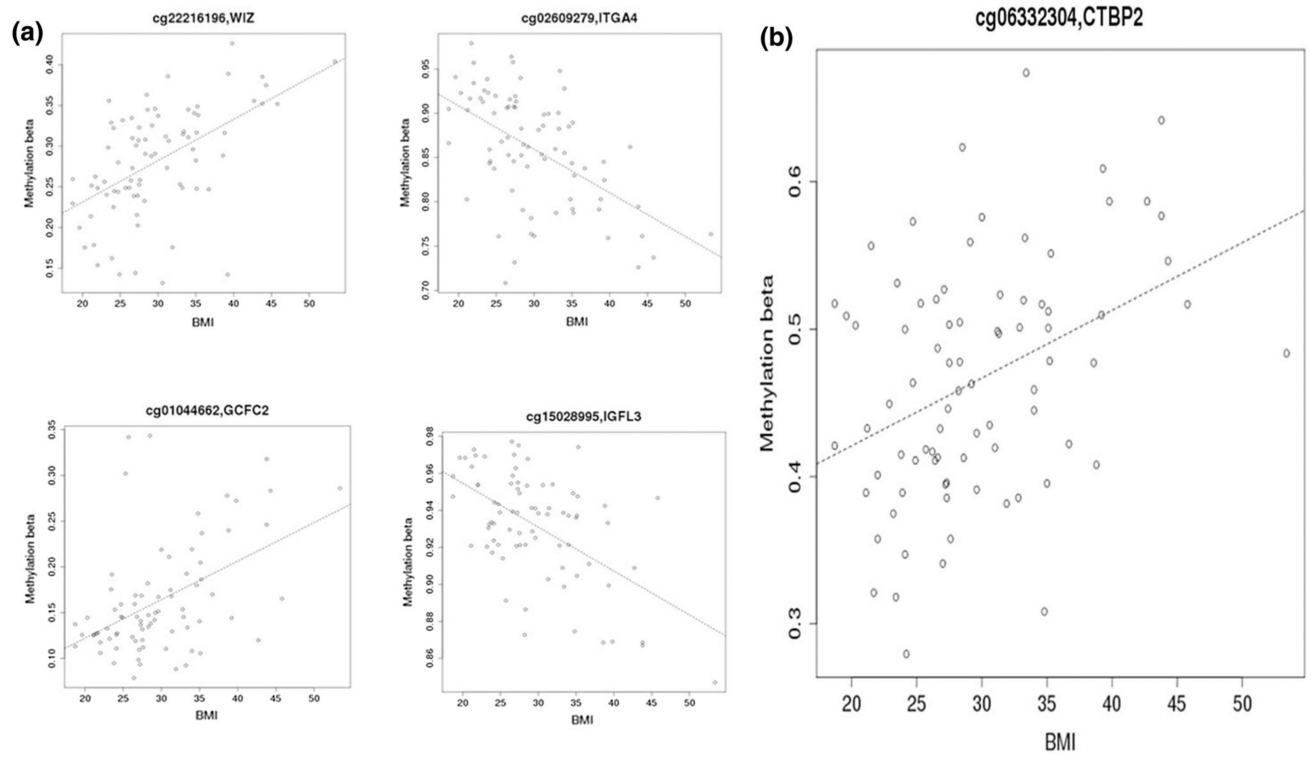 (a)
cg22216196,WIZ
Methylation beta
0.40
0.35
0.30
0.25
0.20
0.15
20 25 30 35 40 45 50
BMI
cg02609279,ITGA4
Methylation beta
0.95
0.90
0.85
0.80
0.75
0.70
20 25 30 35 40 45 50
BMI
cg01044662,GCFC2
Methylation beta
0.35
0.30
0.25
0.20
0.15
0.10
20 25 30 35 40 45 50
BMI
cg15028995,IGFL3
Methylation beta
0.98
0.96
0.94
0.92
0.90
0.88
0.86
20 25 30 35 40 45 50
BMI
(b)
cg06332304,CTBP2
Methylation beta
0.6
0.5
0.4
0.3
20 25 30 35 40 45 50
BMI